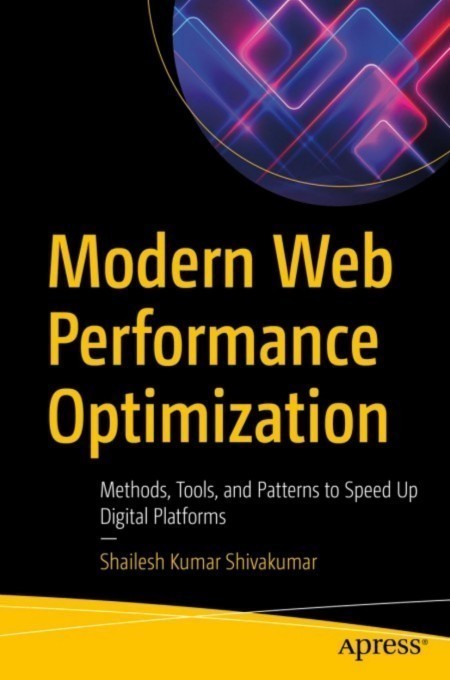 Modern Web
Performance
Optimization
Methods, Tools, and Patterns to Speed Up
Digital Platforms
—
Shailesh Kumar Shivakumar
Apress®